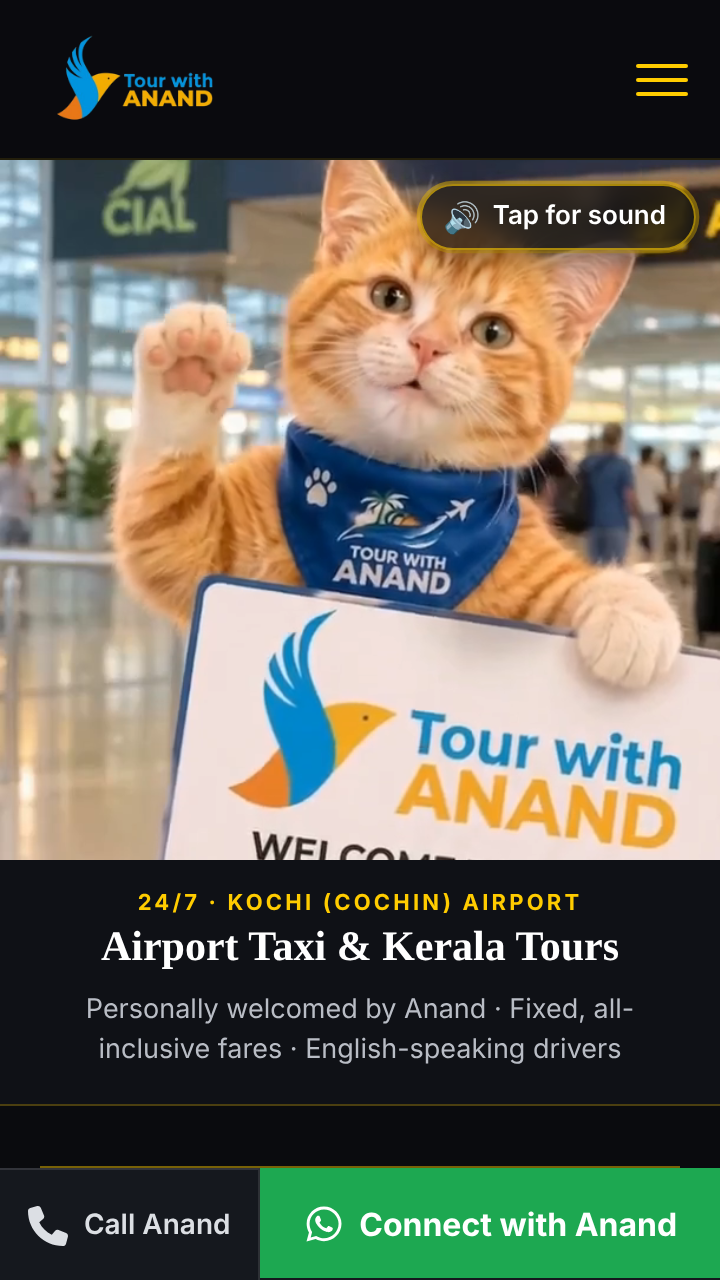 Tour with
ANAND
CIAL
Tap for sound
TOUR WITH
ANAND
Tour with
ANAND
WELCOME
24/7 · KOCHI (COCHIN) AIRPORT
Airport Taxi & Kerala Tours
Personally welcomed by Anand · Fixed, all-
inclusive fares · English-speaking drivers
Call Anand
Connect with Anand